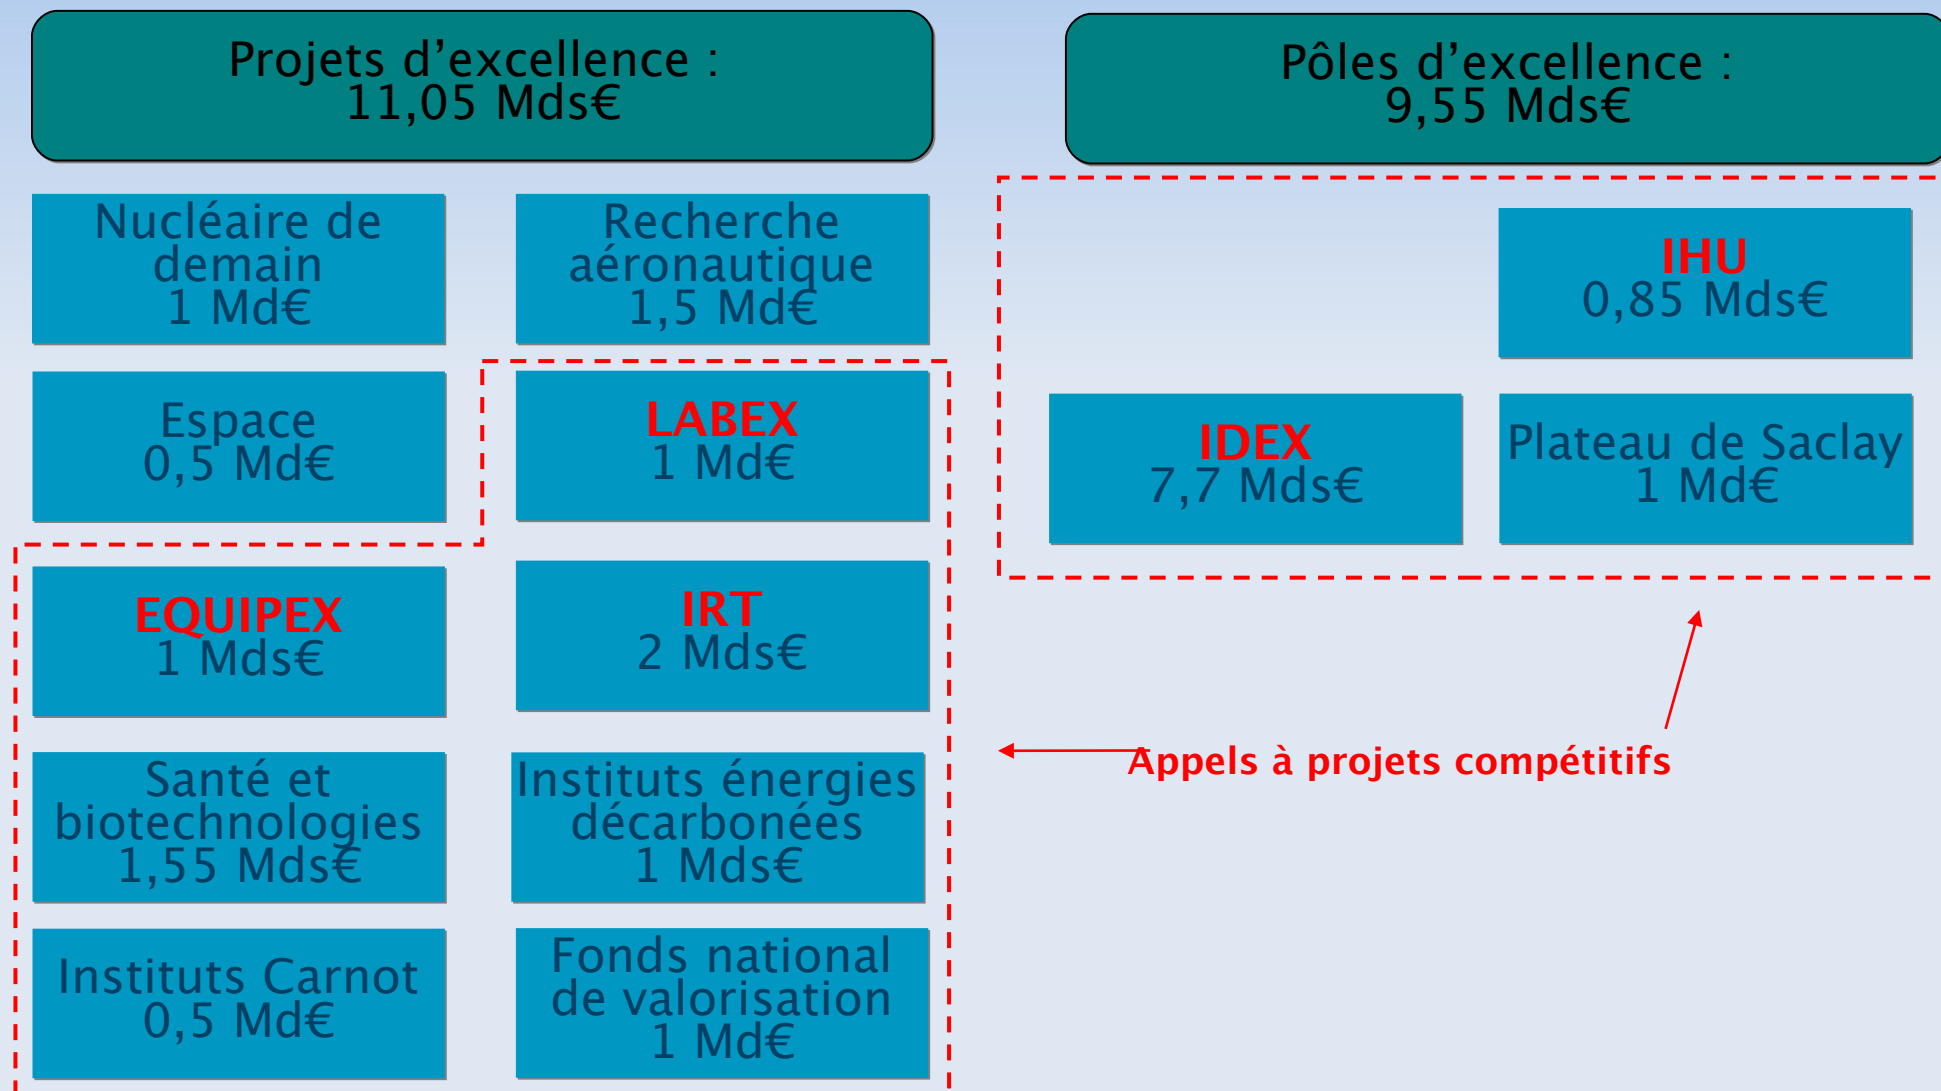 Projets d’excellence :
11,05 Mds€
Pôles d’excellence :
9,55 Mds€
Nucléaire de
demain
1 Md€
Recherche
aéronautique
1,5 Md€
Espace
0,5 Md€
LABEX
1 Md€
EQUIPEX
1 Mds€
IRT
2 Mds€
Santé et
biotechnologies
1,55 Mds€
Instituts énergies
décarbonées
1 Mds€
Instituts Carnot
0,5 Md€
Fonds national
de valorisation
1 Md€
IHU
0,85 Mds€
IDEX
7,7 Mds€
Plateau de Saclay
1 Md€
Appels à projets compétitifs